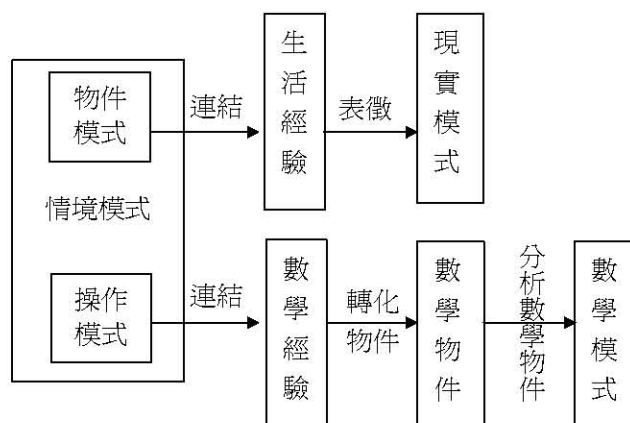 物件
模式
連結
生活經驗
表徵
現實模式
情境模式
操作
模式
連結
數學經驗
轉化
物件
數學物件
分析數學物件
數學模式